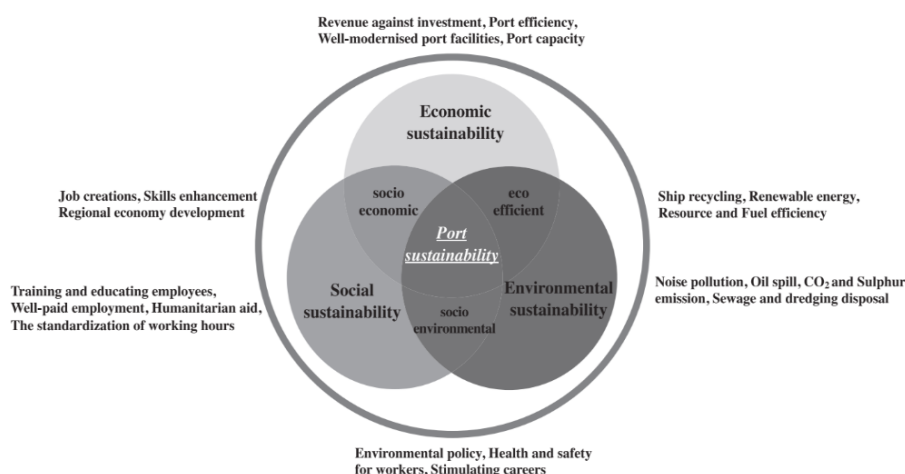 Revenue against investment, Port efficiency,
Well-modernised port facilities, Port capacity
Economic
sustainability
Job creations, Skills enhancement
Regional economy development
socio
economic
eco
efficient
Ship recycling, Renewable energy,
Resource and Fuel efficiency
Port
sustainability
Training and educating employees,
Well-paid employment, Humanitarian aid,
The standardization of working hours
Social
sustainability
Environmental
sustainability
socio
environmental
Noise pollution, Oil spill, CO₂ and Sulphur
emission, Sewage and dredging disposal
Environmental policy, Health and safety
for workers, Stimulating careers